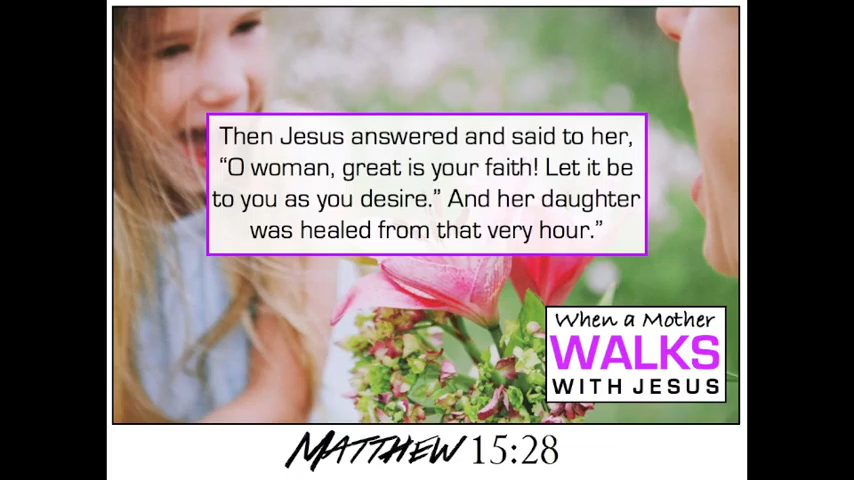 Then Jesus answered and said to her,
“O woman, great is your faith! Let it be
to you as you desire.” And her daughter
was healed from that very hour.”
When a Mother
WALKS
WITH JESUS
MATTHEW 15:28